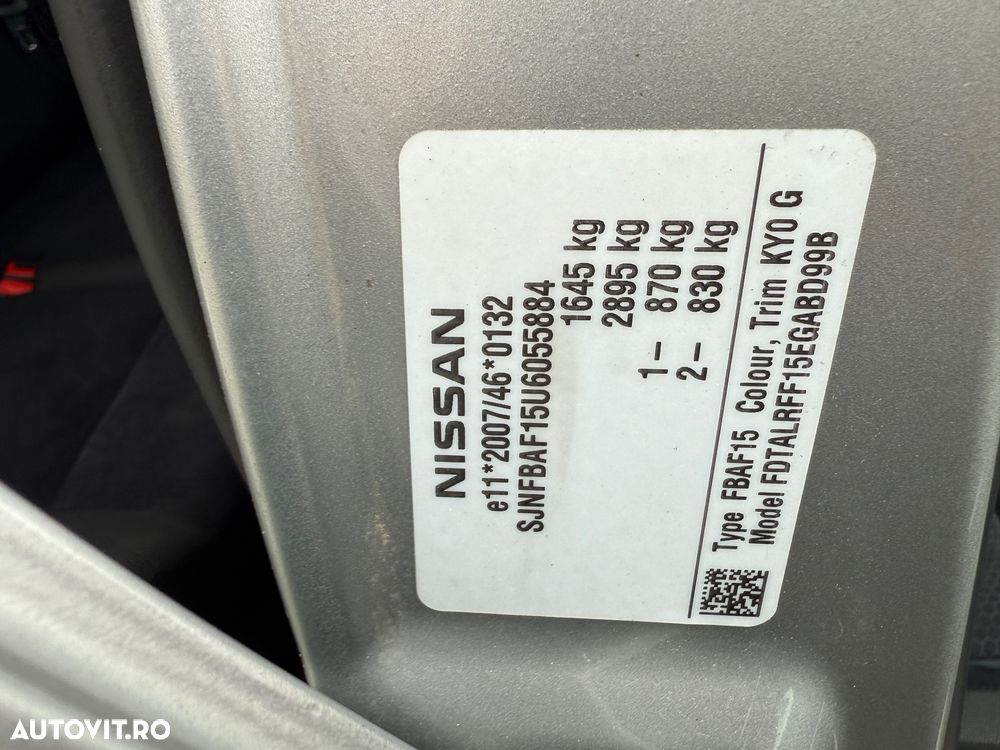 NISSAN
e11*2007/46*0132
SJNFBAF15U6055884
1645 kg
2895 kg
1– 870 kg
2– 830 kg
Type FBAF15 Colour, Trim KY0 G
Model FDTALRFF15EGABD99B
AUTOVIT.RO